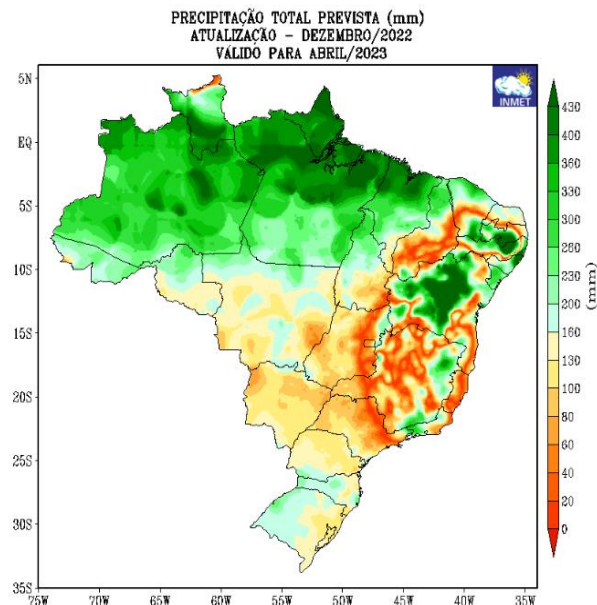 PRECIPITAÇÃO TOTAL PREVISTA (mm)
ATUALIZAÇÃO - DEZEMBRO/2022
VÁLIDO PARA ABRIL/2023
INMET
5N
EQ
5S
10S
15S
20S
25S
30S
35S
75W
70W
65W
60W
55W
50W
45W
40W
35W
430
400
360
330
300
260
230
200
160
130
100
80
60
40
20
0
(mm)